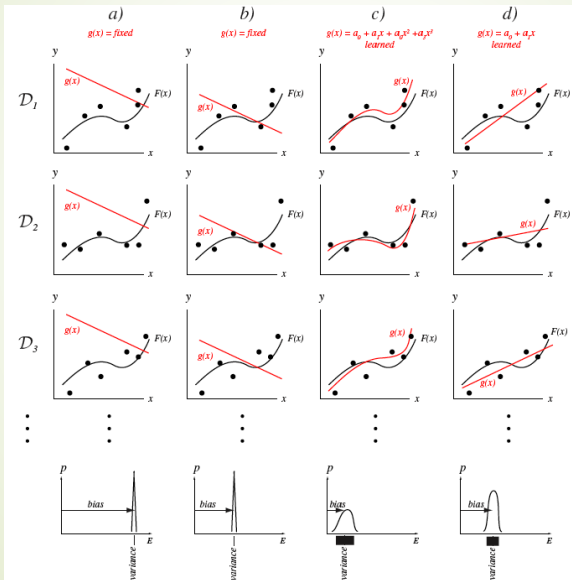 a) b) c) d)
g(x) = fixed g(x) = fixed g(x) = a₀ + a₁x + a₀x² + a₃x³ g(x) = a₀ + a₁x
learned learned
y y y y
g(x) g(x) g(x) g(x)
𝒟₁ F(x) F(x) F(x) F(x)
x x x x
y y y y
g(x) g(x) g(x) g(x)
𝒟₂ F(x) F(x) F(x) F(x)
x x x x
y y y y
g(x) g(x) g(x) g(x)
𝒟₃ F(x) F(x) F(x) F(x)
x x x x
p p p p
bias bias bias bias
E E E E
variance variance variance variance